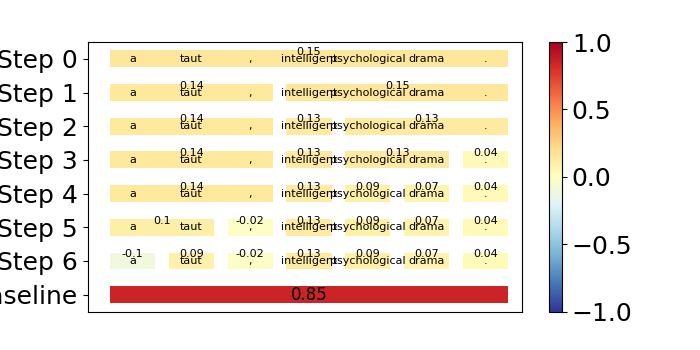 Step 0 0.15 a taut , intelligent psychological drama .
Step 1 0.14 0.15 a taut , intelligent psychological drama .
Step 2 0.14 0.13 0.13 a taut , intelligent psychological drama .
Step 3 0.14 0.13 0.13 0.04 a taut , intelligent psychological drama .
Step 4 0.14 0.13 0.09 0.07 0.04 a taut , intelligent psychological drama .
Step 5 0.1 -0.02 0.13 0.09 0.07 0.04 a taut , intelligent psychological drama .
Step 6 -0.1 0.09 -0.02 0.13 0.09 0.07 0.04 a taut , intelligent psychological drama .
seline 0.85
1.0
0.5
0.0
−0.5
−1.0